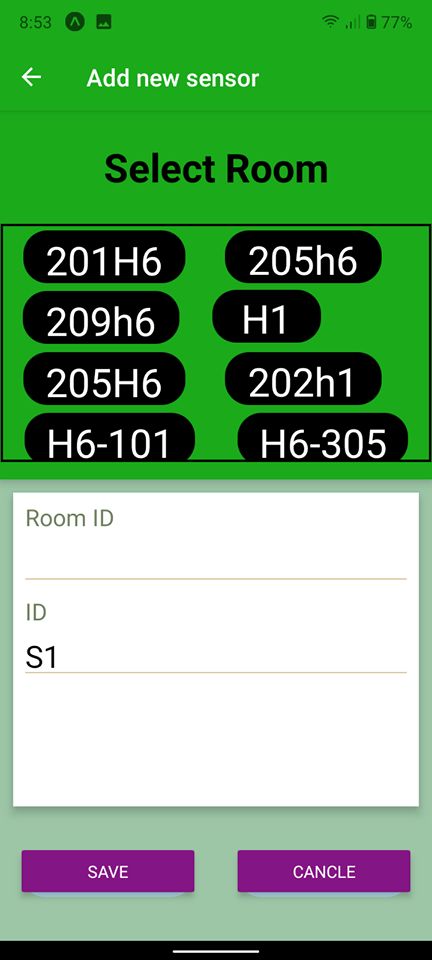 8:53 77%
Add new sensor
Select Room
201H6 205h6
209h6 H1
205H6 202h1
H6-101 H6-305
Room ID
ID
S1
SAVE CANCLE